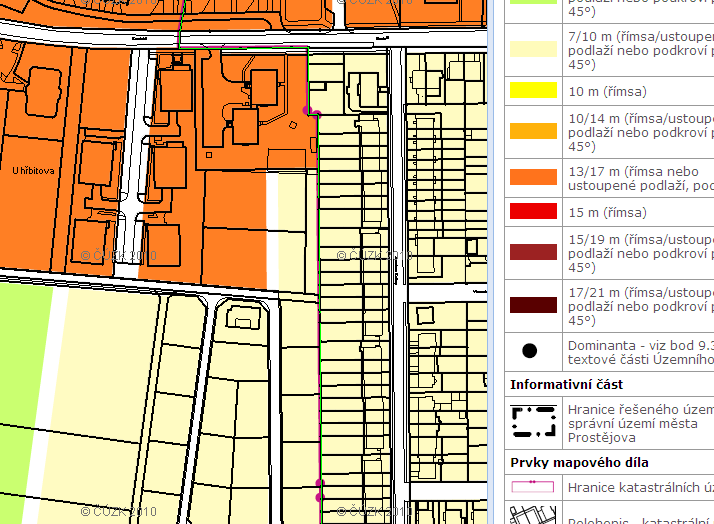 © ČÚZK 2010
© ČÚZK 2010
U hřbitova
© ČÚZK 2010
© ČÚZK 2010
© ČÚZK 2010
© ČÚZK 2010
45°)
7/10 m (římsa/ustoupe
podlaží nebo podkroví p
45°)
10 m (římsa)
10/14 m (římsa/ustoupe
podlaží nebo podkroví p
45°)
13/17 m (římsa nebo
ustoupené podlaží, pod
15 m (římsa)
15/19 m (římsa/ustoupe
podlaží nebo podkroví p
45°)
17/21 m (římsa/ustoupe
podlaží nebo podkroví p
45°)
Dominanta - viz bod 9.3
textové části Územního
Informativní část
Hranice řešeného územ
správní území města
Prostějova
Prvky mapového díla
Hranice katastrálních ú
Polohopis - katastrální